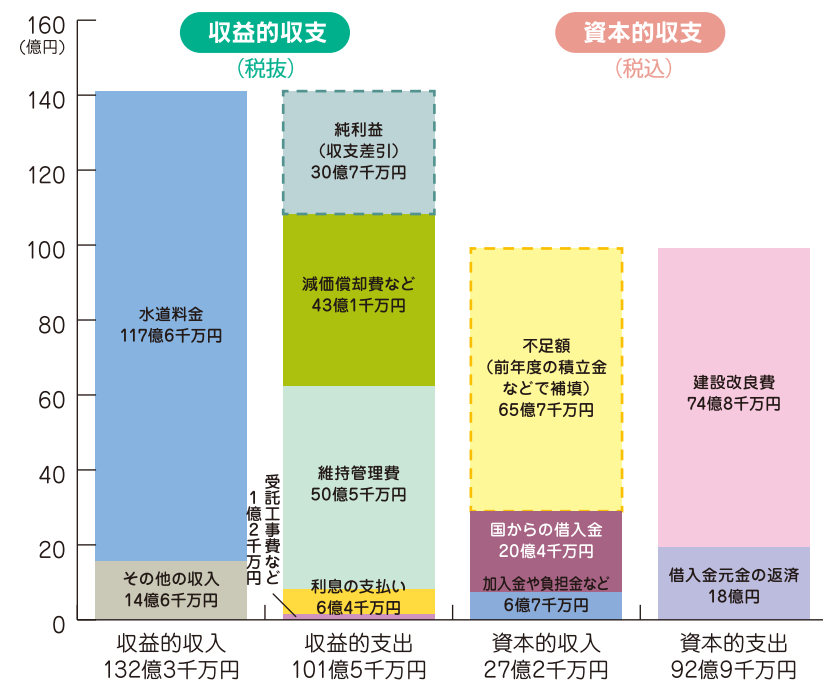 160
(億円)
140
120
100
80
60
40
20
0
収益的収支
(税抜)
資本的収支
(税込)
水道料金
117億6千万円
その他の収入
14億6千万円
純利益
(収支差引)
30億7千万円
減価償却費など
43億1千万円
維持管理費
50億5千万円
受託工事費など
1億2千万円
利息の支払い
6億4千万円
不足額
(前年度の積立金
などで補填)
65億7千万円
国からの借入金
20億4千万円
加入金や負担金など
6億7千万円
建設改良費
74億8千万円
借入金元金の返済
18億円
収益的収入
132億3千万円
収益的支出
101億5千万円
資本的収入
27億2千万円
資本的支出
92億9千万円